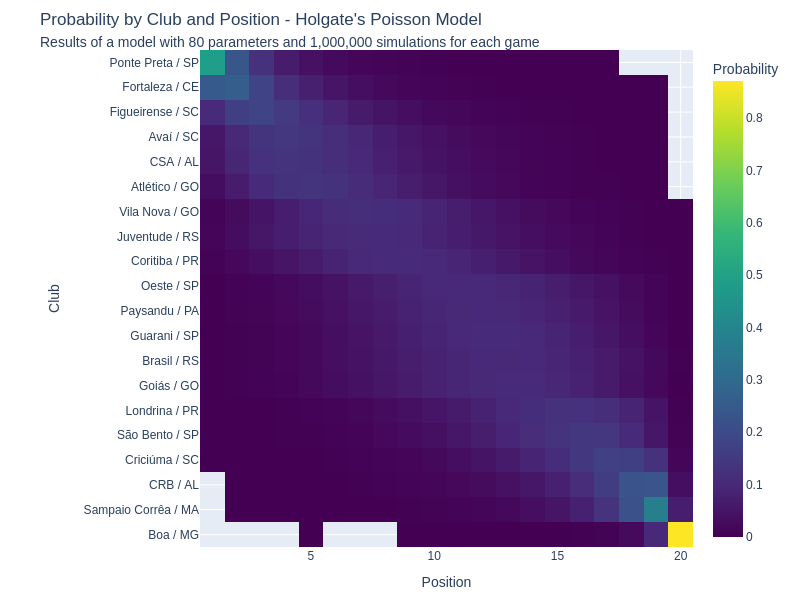 Probability by Club and Position - Holgate's Poisson Model
Results of a model with 80 parameters and 1,000,000 simulations for each game
Probability
Ponte Preta / SP
Fortaleza / CE
Figueirense / SC
Avaí / SC
CSA / AL
Atlético / GO
Vila Nova / GO
Juventude / RS
Coritiba / PR
Oeste / SP
Paysandu / PA
Guarani / SP
Brasil / RS
Goiás / GO
Londrina / PR
São Bento / SP
Criciúma / SC
CRB / AL
Sampaio Corrêa / MA
Boa / MG
Club
5
10
15
20
Position
0.8
0.7
0.6
0.5
0.4
0.3
0.2
0.1
0